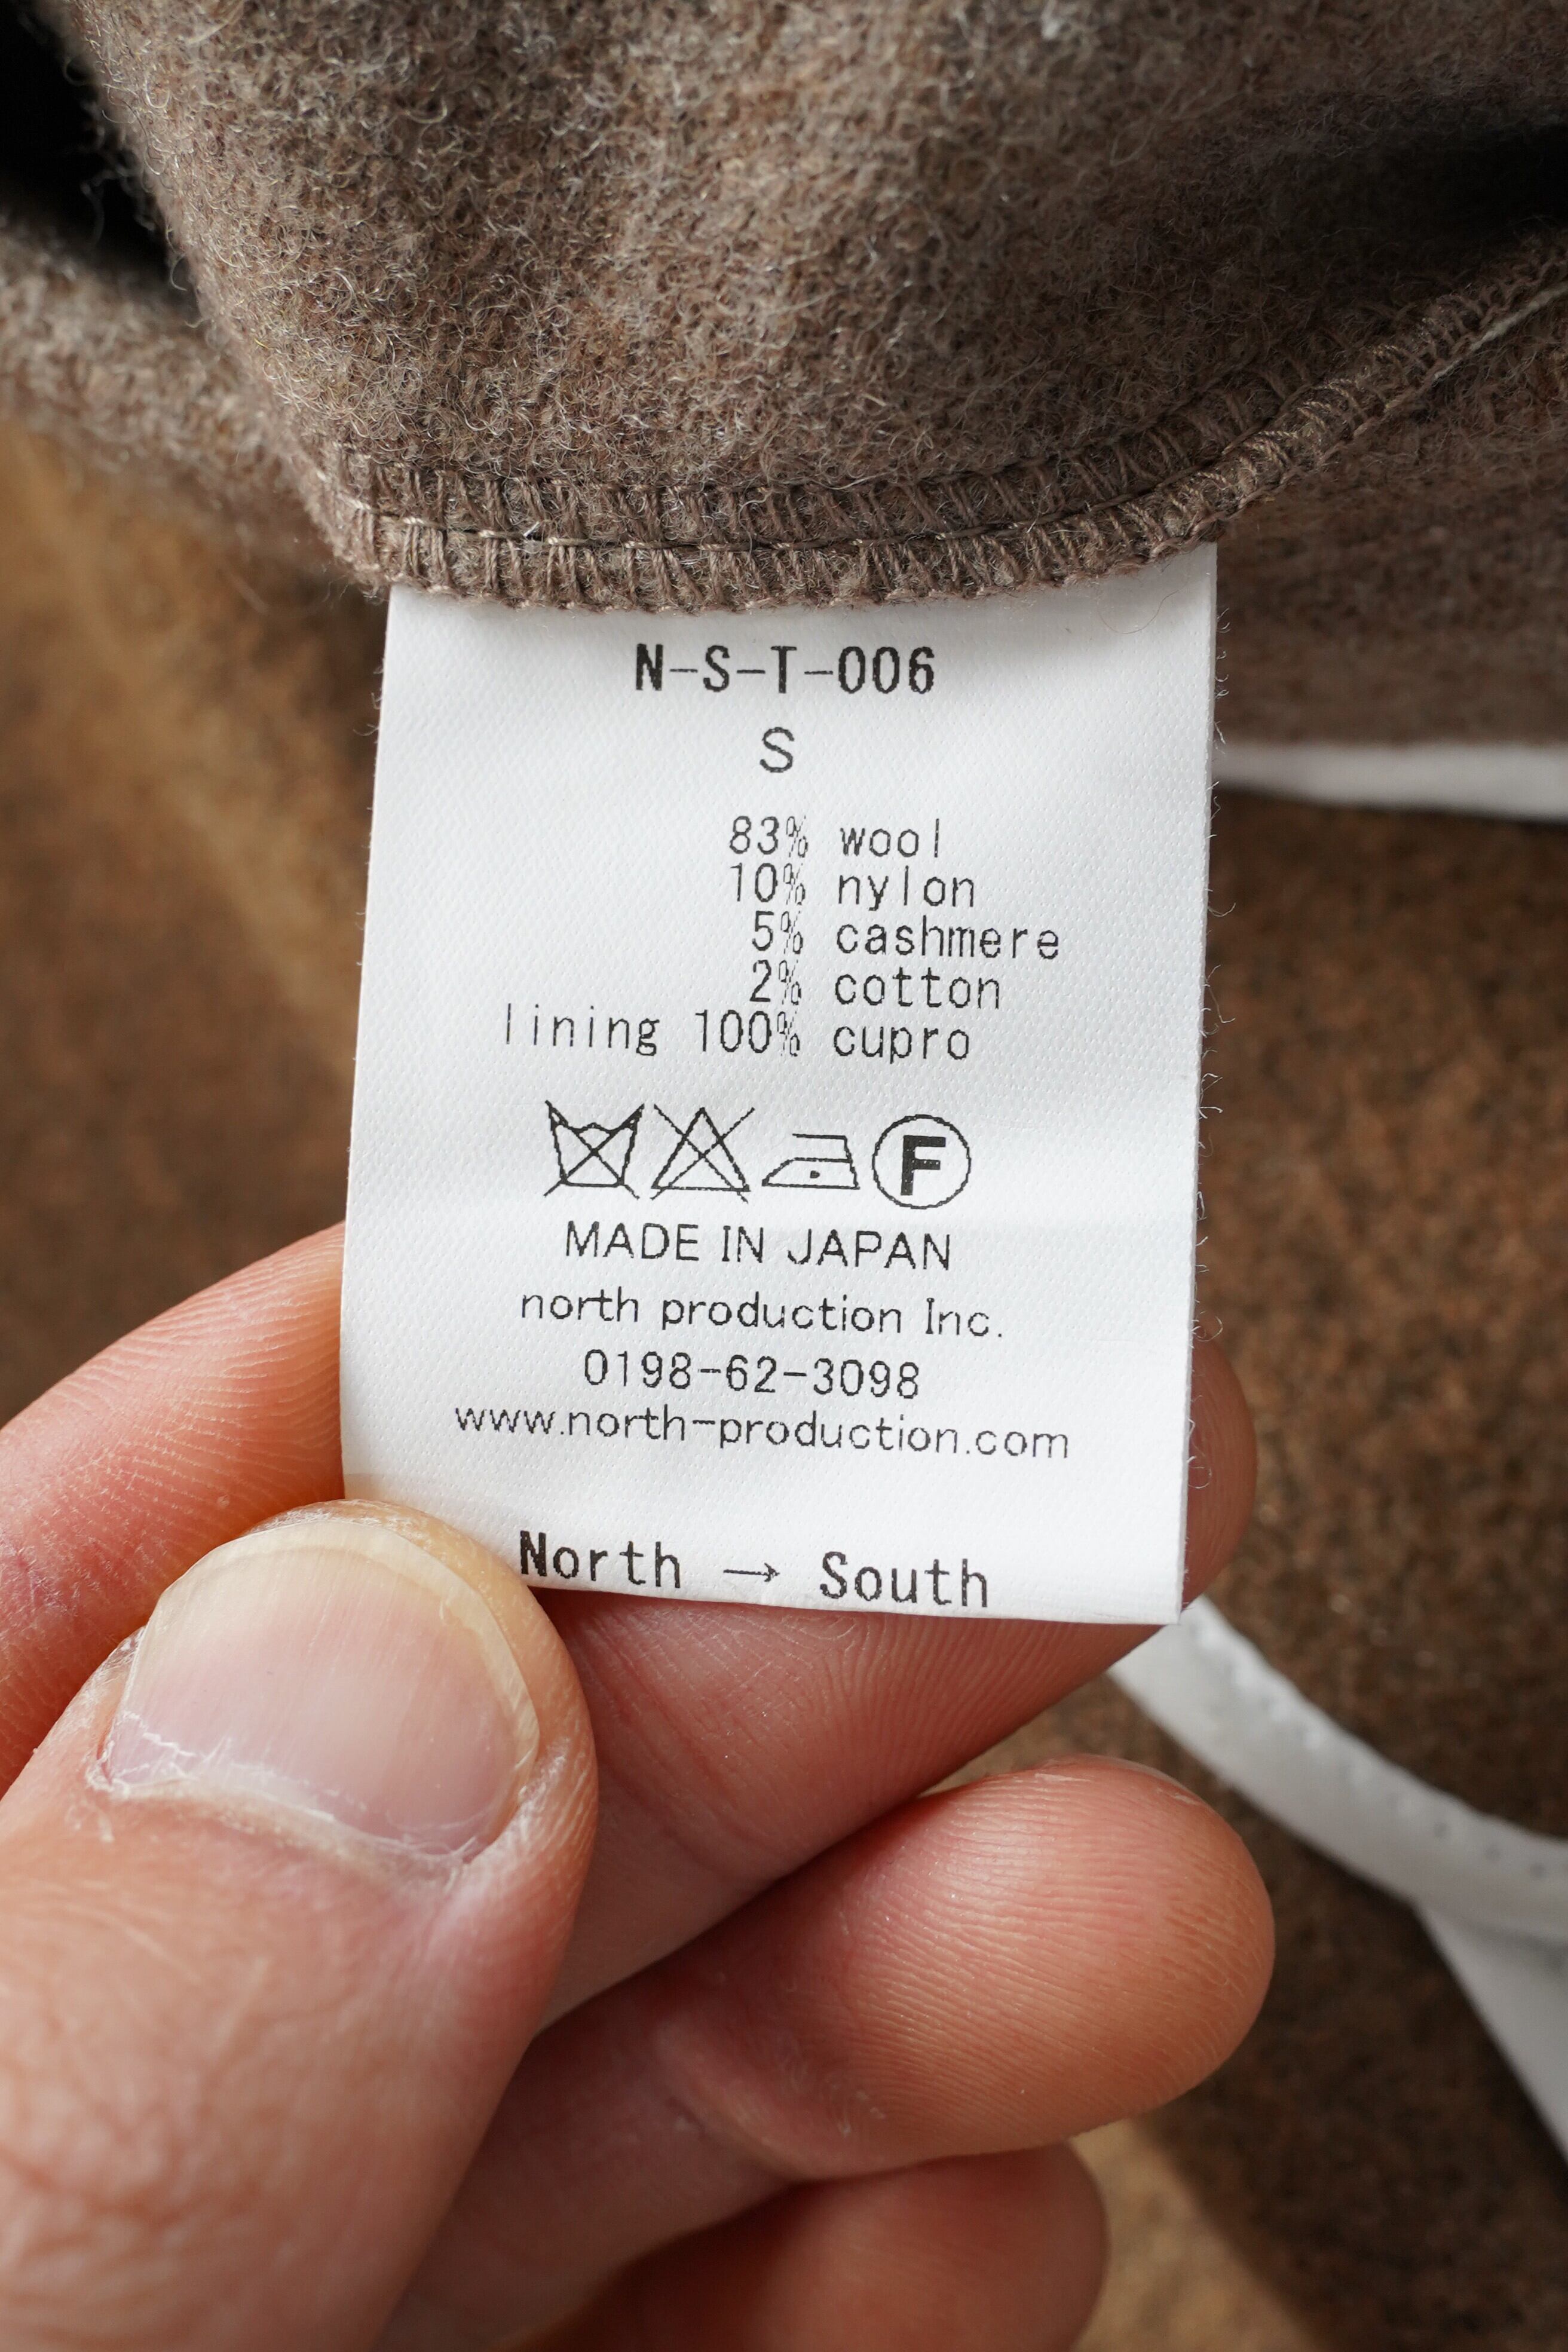 N-S-T-006
S
83% wool
10% nylon
5% cashmere
2% cotton
lining 100% cupro
F
MADE IN JAPAN
north production Inc.
0198-62-3098
www.north-production.com
North → South